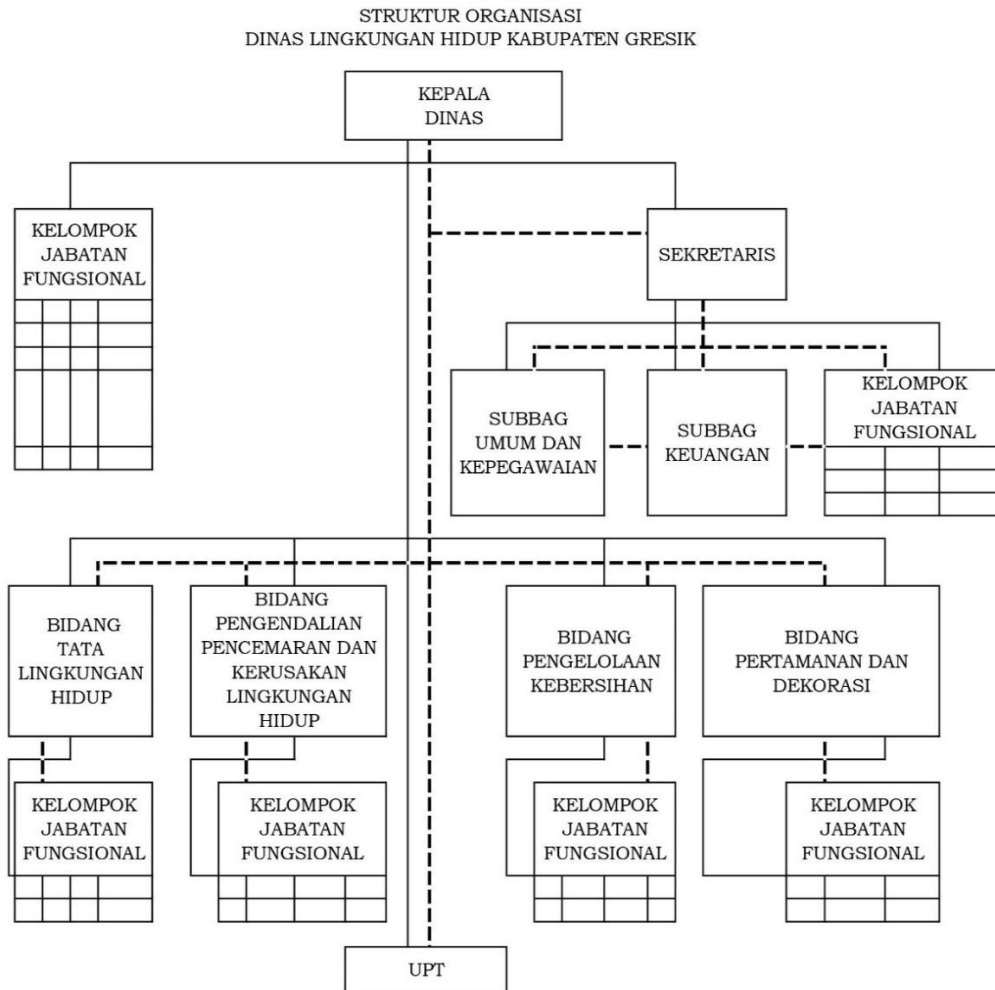 STRUKTUR ORGANISASI
DINAS LINGKUNGAN HIDUP KABUPATEN GRESIK
KEPALA
DINAS
KELOMPOK
JABATAN
FUNGSIONAL
SEKRETARIS
SUBBAG
UMUM DAN
KEPEGAWAIAN
SUBBAG
KEUANGAN
KELOMPOK
JABATAN
FUNGSIONAL
BIDANG
TATA
LINGKUNGAN
HIDUP
BIDANG
PENGENDALIAN
PENCEMARAN DAN
KERUSAKAN
LINGKUNGAN
HIDUP
BIDANG
PENGELOLAAN
KEBERSIHAN
BIDANG
PERTAMANAN DAN
DEKORASI
KELOMPOK
JABATAN
FUNGSIONAL
KELOMPOK
JABATAN
FUNGSIONAL
KELOMPOK
JABATAN
FUNGSIONAL
KELOMPOK
JABATAN
FUNGSIONAL
UPT